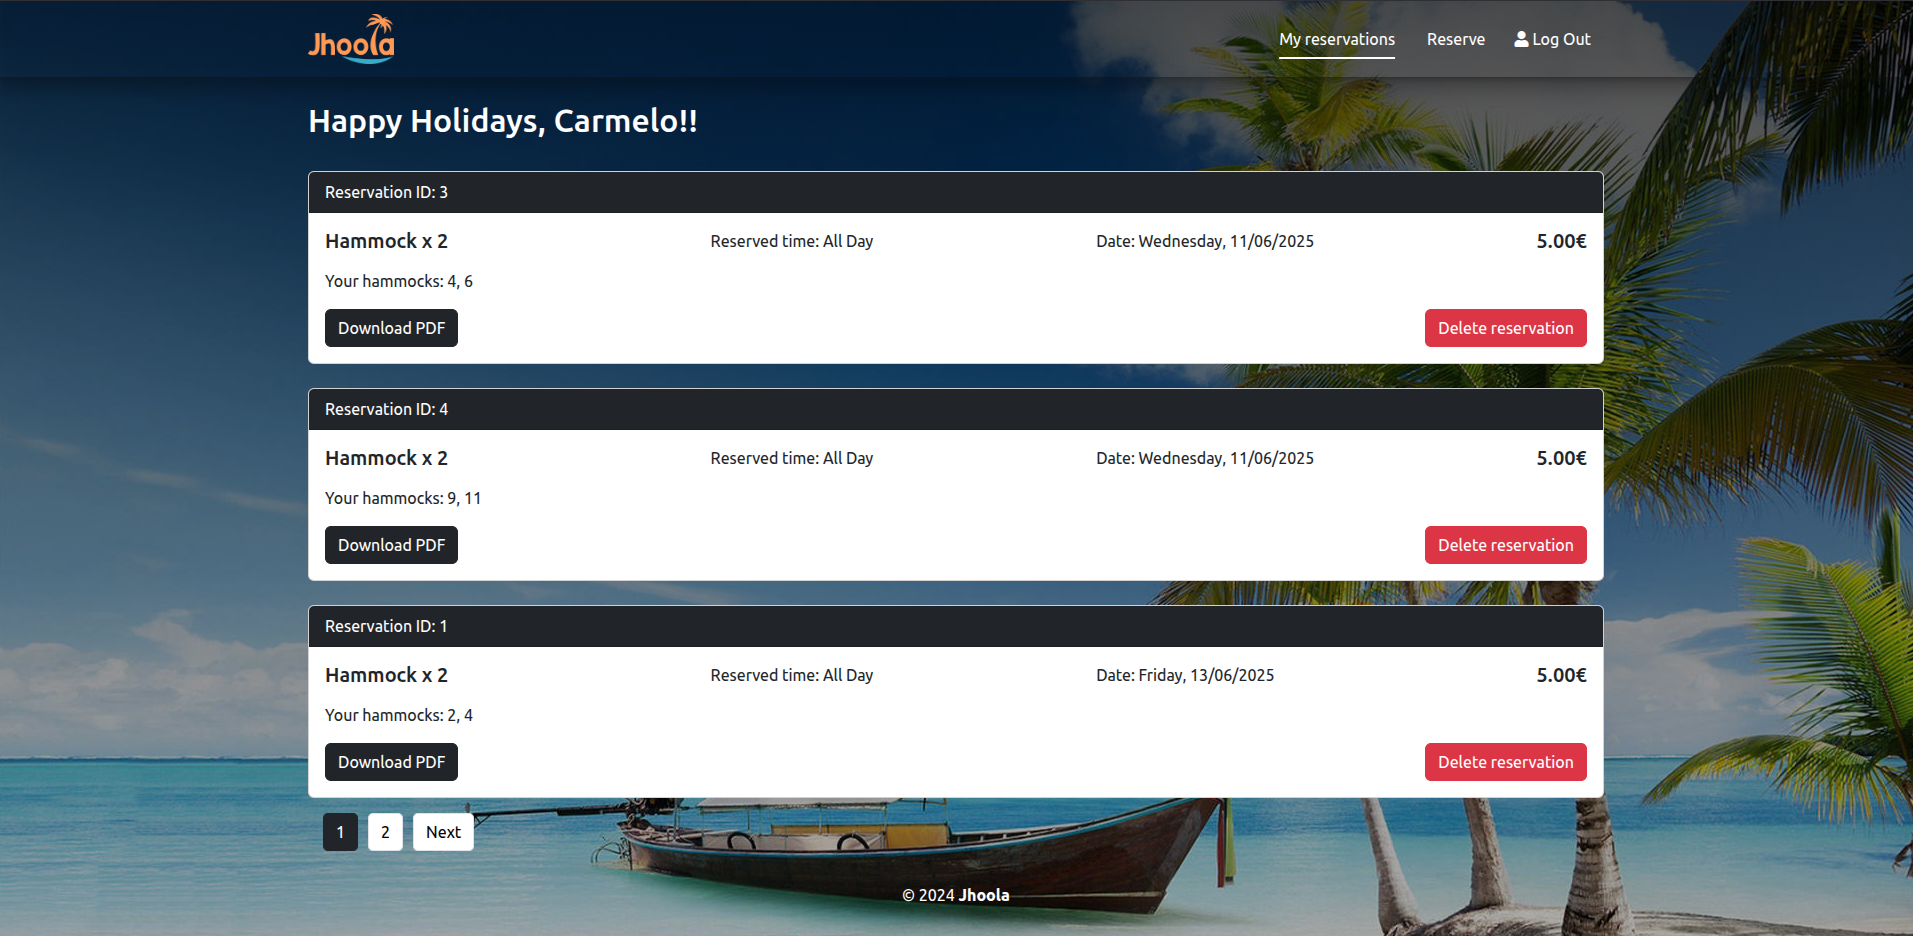 Jhoola
My reservations Reserve Log Out
Happy Holidays, Carmelo!!
Reservation ID: 3
Hammock x 2 Reserved time: All Day Date: Wednesday, 11/06/2025 5.00€
Your hammocks: 4, 6
Download PDF Delete reservation
Reservation ID: 4
Hammock x 2 Reserved time: All Day Date: Wednesday, 11/06/2025 5.00€
Your hammocks: 9, 11
Download PDF Delete reservation
Reservation ID: 1
Hammock x 2 Reserved time: All Day Date: Friday, 13/06/2025 5.00€
Your hammocks: 2, 4
Download PDF Delete reservation
1 2 Next
© 2024 Jhoola